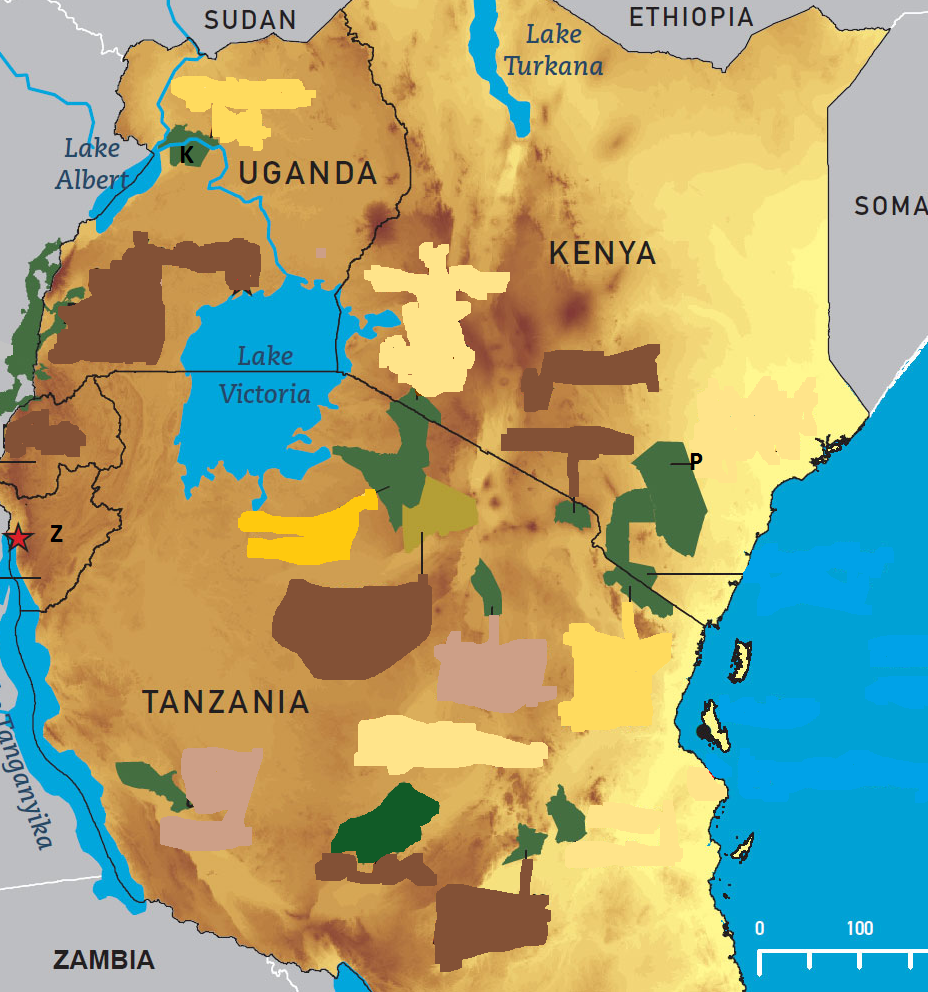 SUDAN
ETHIOPIA
Lake
Turkana
Lake
Albert
K
UGANDA
SOMA
KENYA
Lake
Victoria
P
Z
TANZANIA
Tanganyika
0 100
ZAMBIA